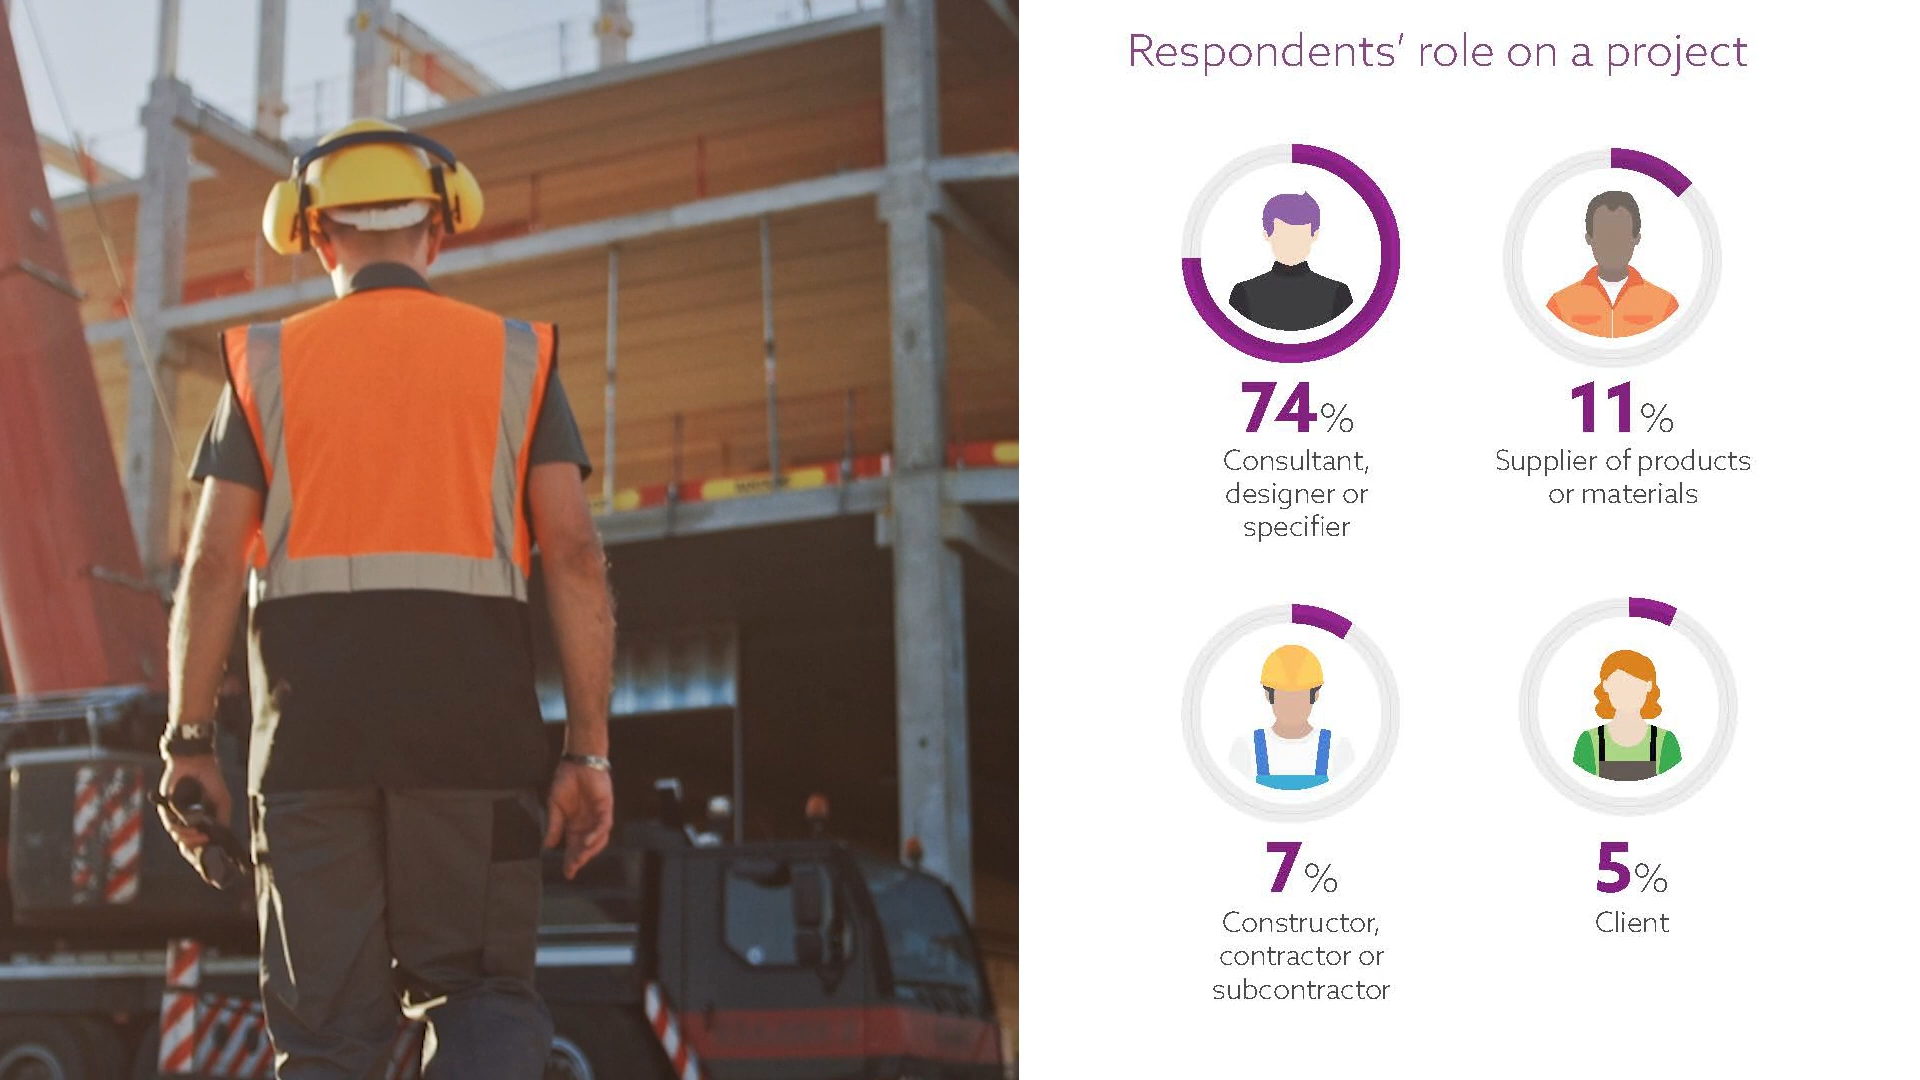 Respondents' role on a project
74%
Consultant,
designer or
specifier
11%
Supplier of products
or materials
7%
Constructor,
contractor or
subcontractor
5%
Client